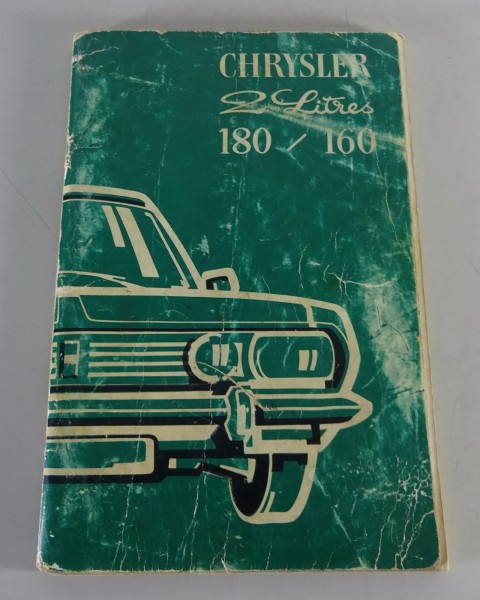 CHRYSLER
2 Litres
180 / 160